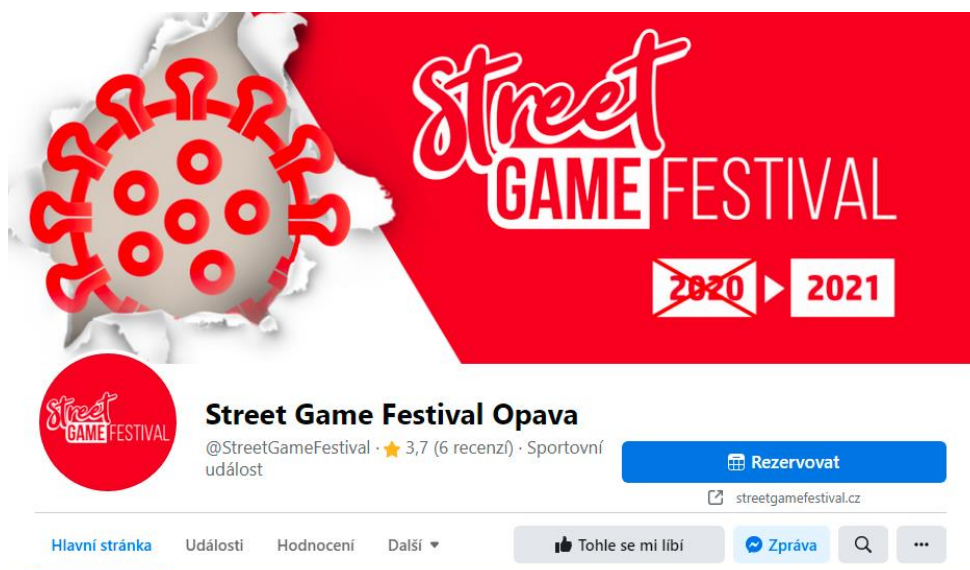 Street
GAME FESTIVAL
2020 2021
Street
GAME FESTIVAL
Street Game Festival Opava
@StreetGameFestival · 3,7 (6 recenzí) · Sportovní
událost
Rezervovat
streetgamefestival.cz
Hlavní stránka Události Hodnocení Další Tohle se mi líbí Zpráva